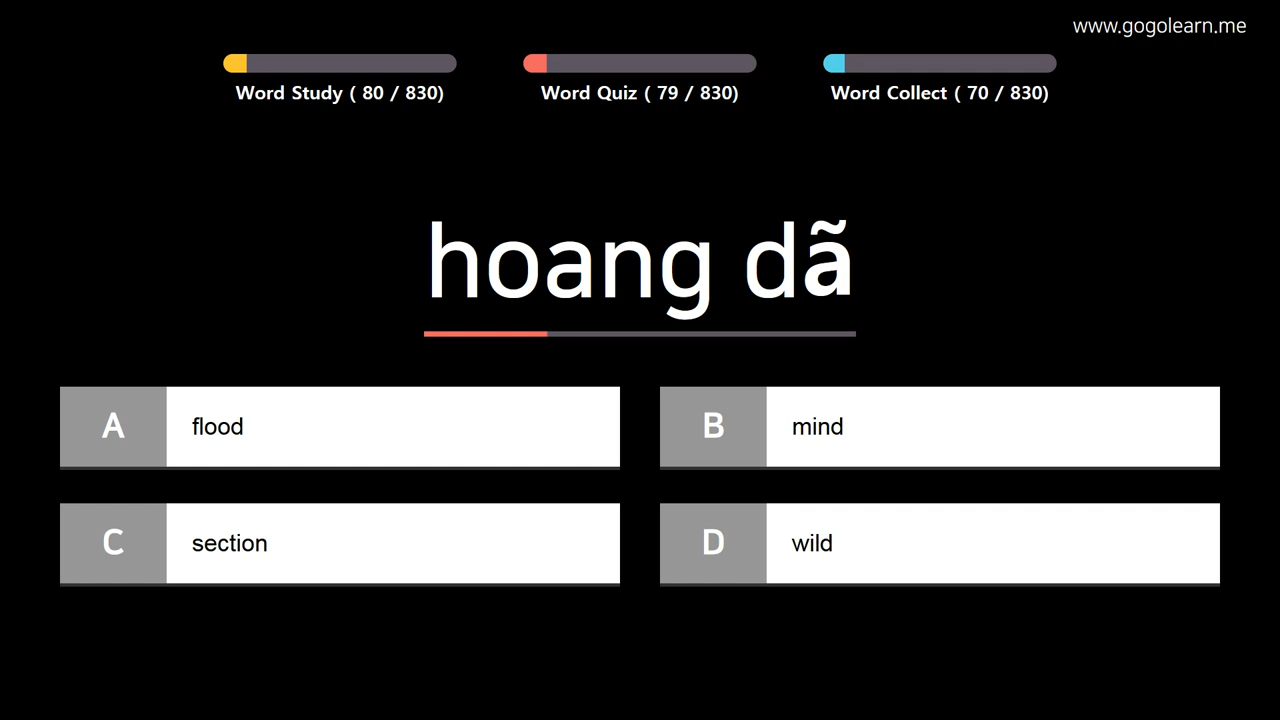 www.gogolearn.me
Word Study ( 80 / 830)
Word Quiz ( 79 / 830)
Word Collect ( 70 / 830)
hoang dã
A flood
B mind
C section
D wild